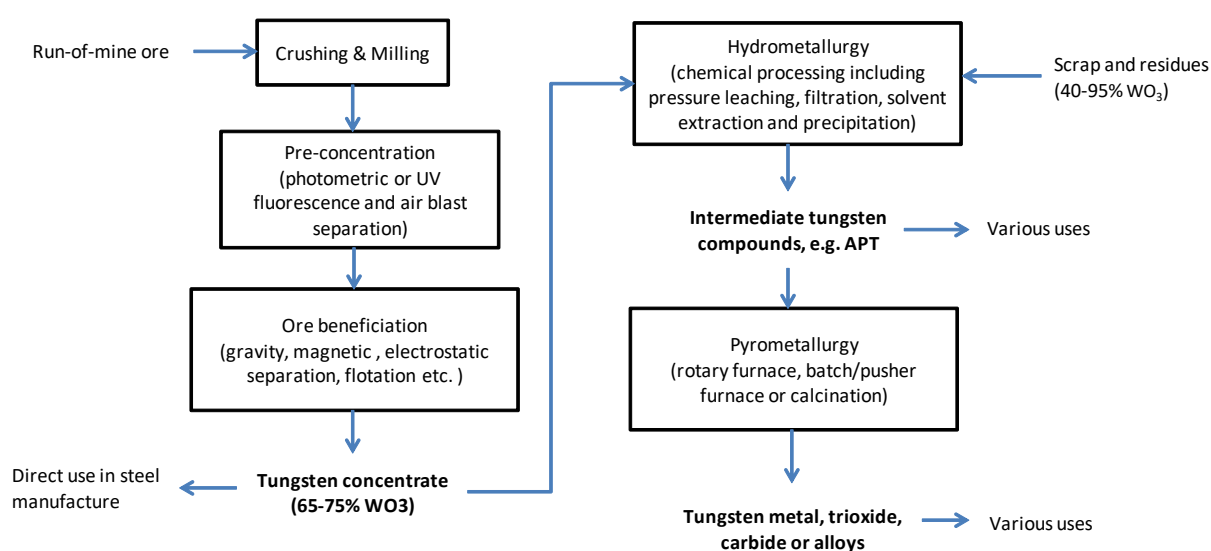 Run-of-mine ore
Crushing & Milling
Pre-concentration
(photometric or UV
fluorescence and air blast
separation)
Ore beneficiation
(gravity, magnetic , electrostatic
separation, flotation etc. )
Direct use in steel
manufacture
Tungsten concentrate
(65-75% WO3)
Hydrometallurgy
(chemical processing including
pressure leaching, filtration, solvent
extraction and precipitation)
Scrap and residues
(40-95% WO₃)
Intermediate tungsten
compounds, e.g. APT
Various uses
Pyrometallurgy
(rotary furnace, batch/pusher
furnace or calcination)
Tungsten metal, trioxide,
carbide or alloys
Various uses